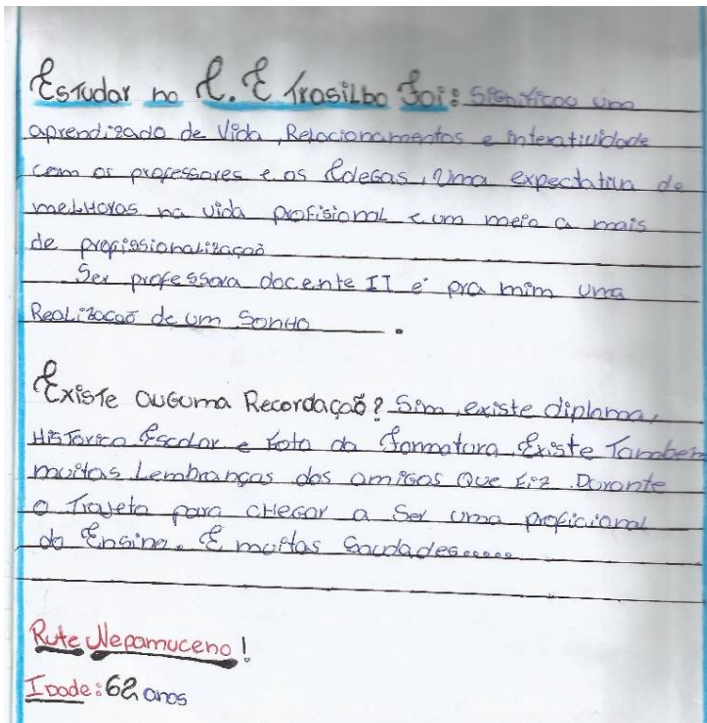 Estudar no C. E Trasilbo Foi: Significou uma
aprendizado de Vida, Relacionamentos e interatividade
com os professores e os Colegas, Uma expectativa de
melhoras na vida profisional e um meio a mais
de profissionalização
Ser professora docente II é pra mim uma
Realização de um Sonho.
Existe auguma Recordação? Sim, existe diploma,
Historico Escolar e Foto da Formatura. Existe Tambem
muitas Lembranças dos amigos Que Fiz Durante
o Trajeto para chegar a Ser uma proficional
do Ensino. E muitas Saudades......
Rute Nepomuceno!
Idade: 62 anos